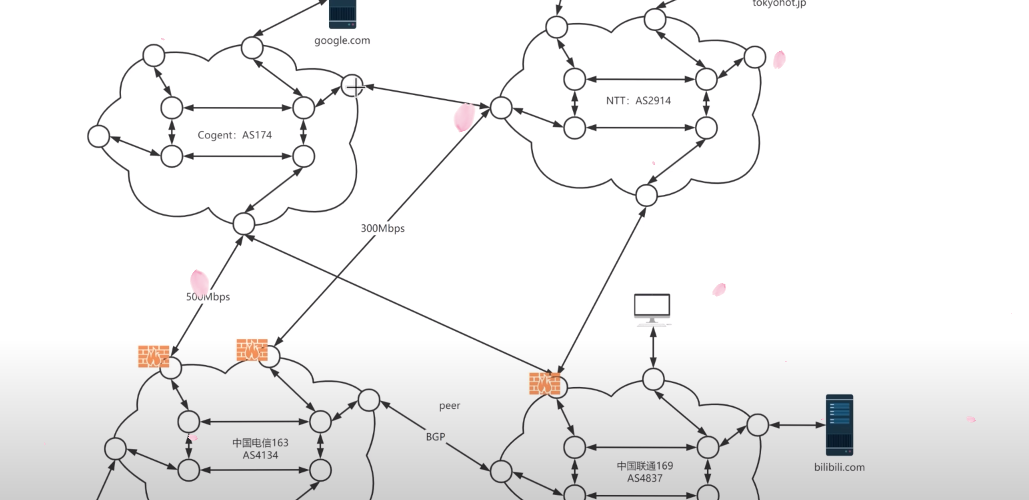 tokyohot.jp
google.com
NTT：AS2914
Cogent：AS174
300Mbps
500Mbps
peer
BGP
中国电信163
AS4134
中国联通169
AS4837
bilibili.com